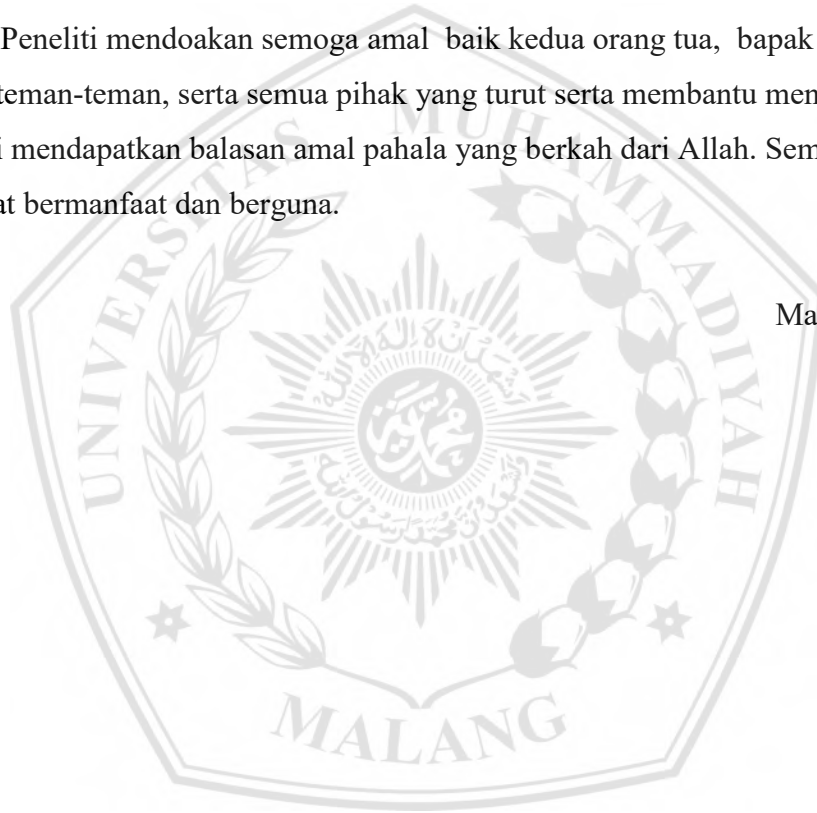 Peneliti mendoakan semoga amal baik kedua orang tua, bapak
teman-teman, serta semua pihak yang turut serta membantu men
i mendapatkan balasan amal pahala yang berkah dari Allah. Sem
at bermanfaat dan berguna.
Ma
UNIVERSITAS MUHAMMADIYAH
MALANG